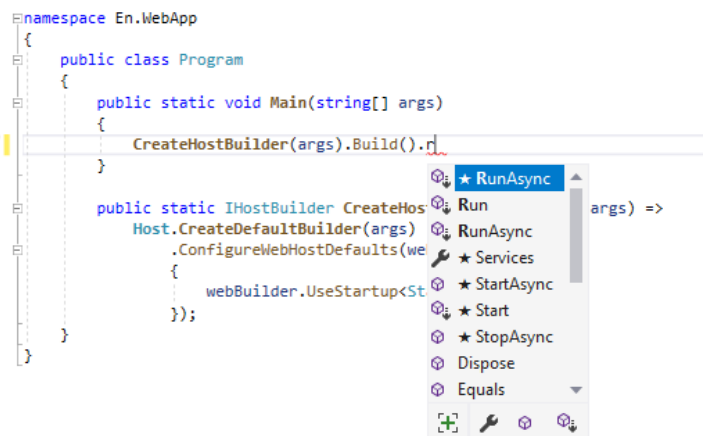 namespace En.WebApp
{
public class Program
{
public static void Main(string[] args)
{
CreateHostBuilder(args).Build().r
}
public static IHostBuilder CreateHos
args) =>
Host.CreateDefaultBuilder(args)
.ConfigureWebHostDefaults(we
{
webBuilder.UseStartup<St
});
}
}
★ RunAsync
Run
RunAsync
★ Services
★ StartAsync
★ Start
★ StopAsync
Dispose
Equals